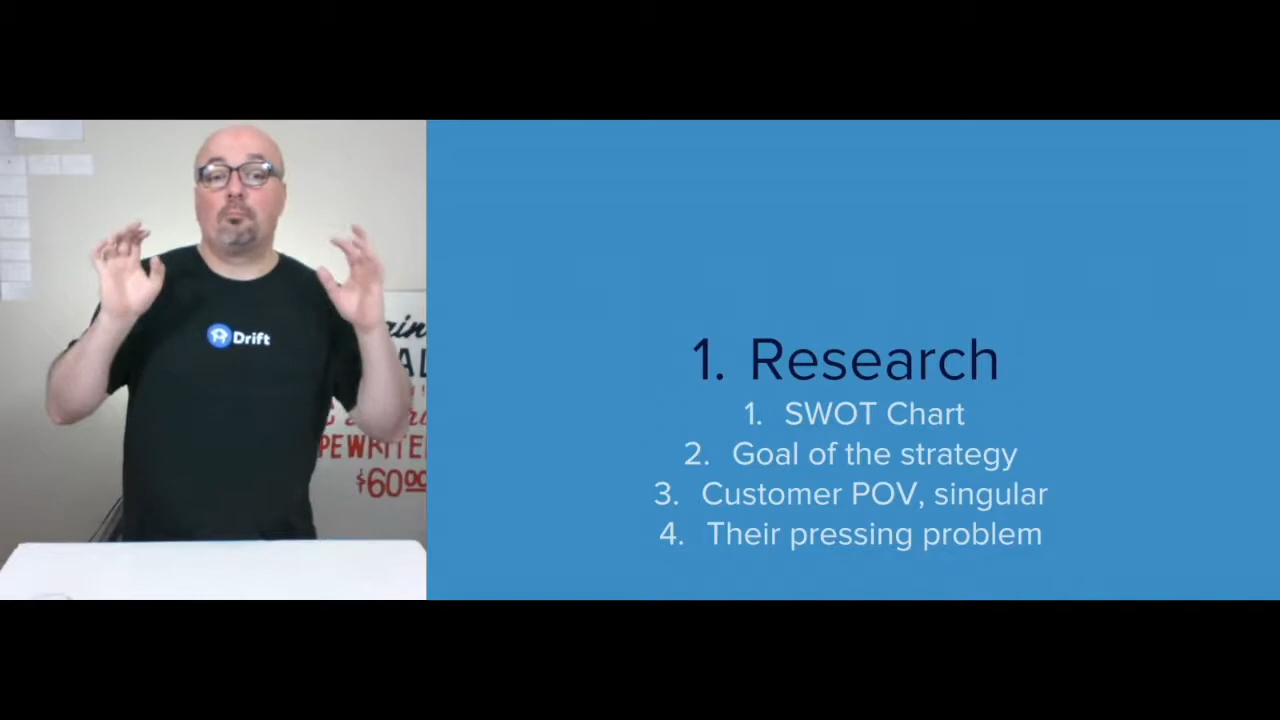 Drift
PEWRITE
$60.00
1. Research
1. SWOT Chart
2. Goal of the strategy
3. Customer POV, singular
4. Their pressing problem